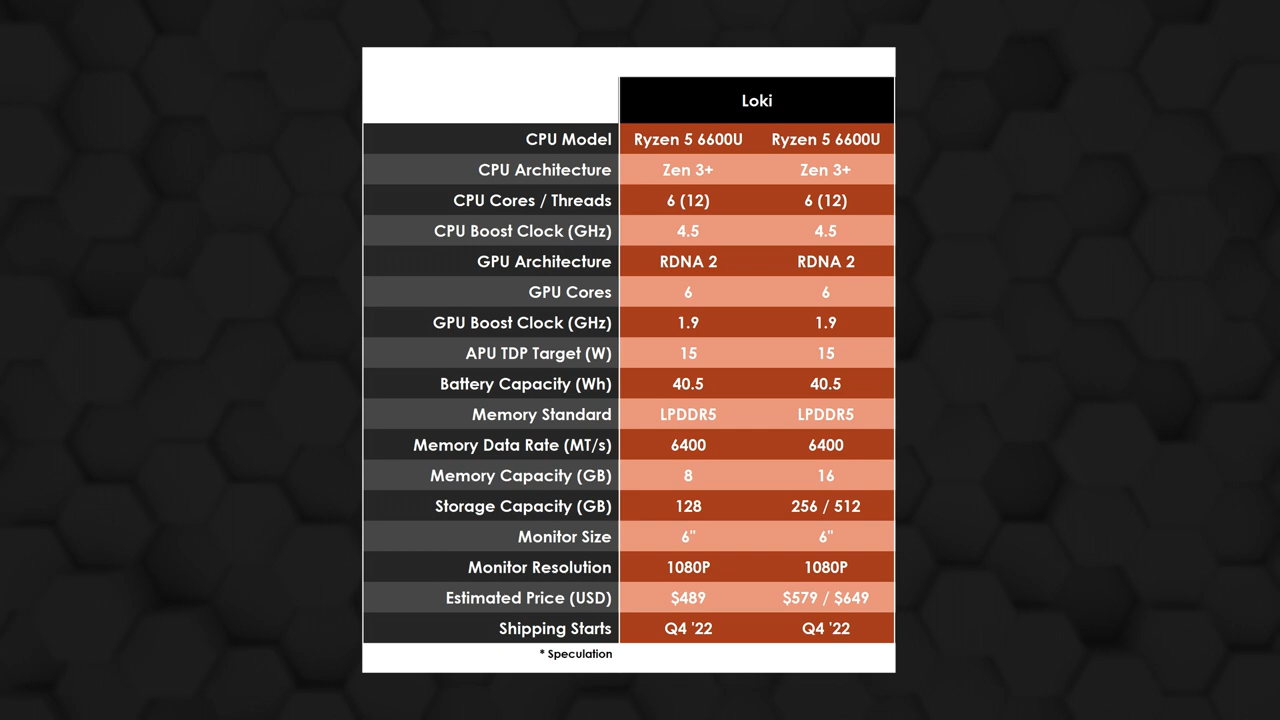 Loki
CPU Model Ryzen 5 6600U Ryzen 5 6600U
CPU Architecture Zen 3+ Zen 3+
CPU Cores / Threads 6 (12) 6 (12)
CPU Boost Clock (GHz) 4.5 4.5
GPU Architecture RDNA 2 RDNA 2
GPU Cores 6 6
GPU Boost Clock (GHz) 1.9 1.9
APU TDP Target (W) 15 15
Battery Capacity (Wh) 40.5 40.5
Memory Standard LPDDR5 LPDDR5
Memory Data Rate (MT/s) 6400 6400
Memory Capacity (GB) 8 16
Storage Capacity (GB) 128 256 / 512
Monitor Size 6" 6"
Monitor Resolution 1080P 1080P
Estimated Price (USD) $489 $579 / $649
Shipping Starts Q4 '22 Q4 '22
* Speculation